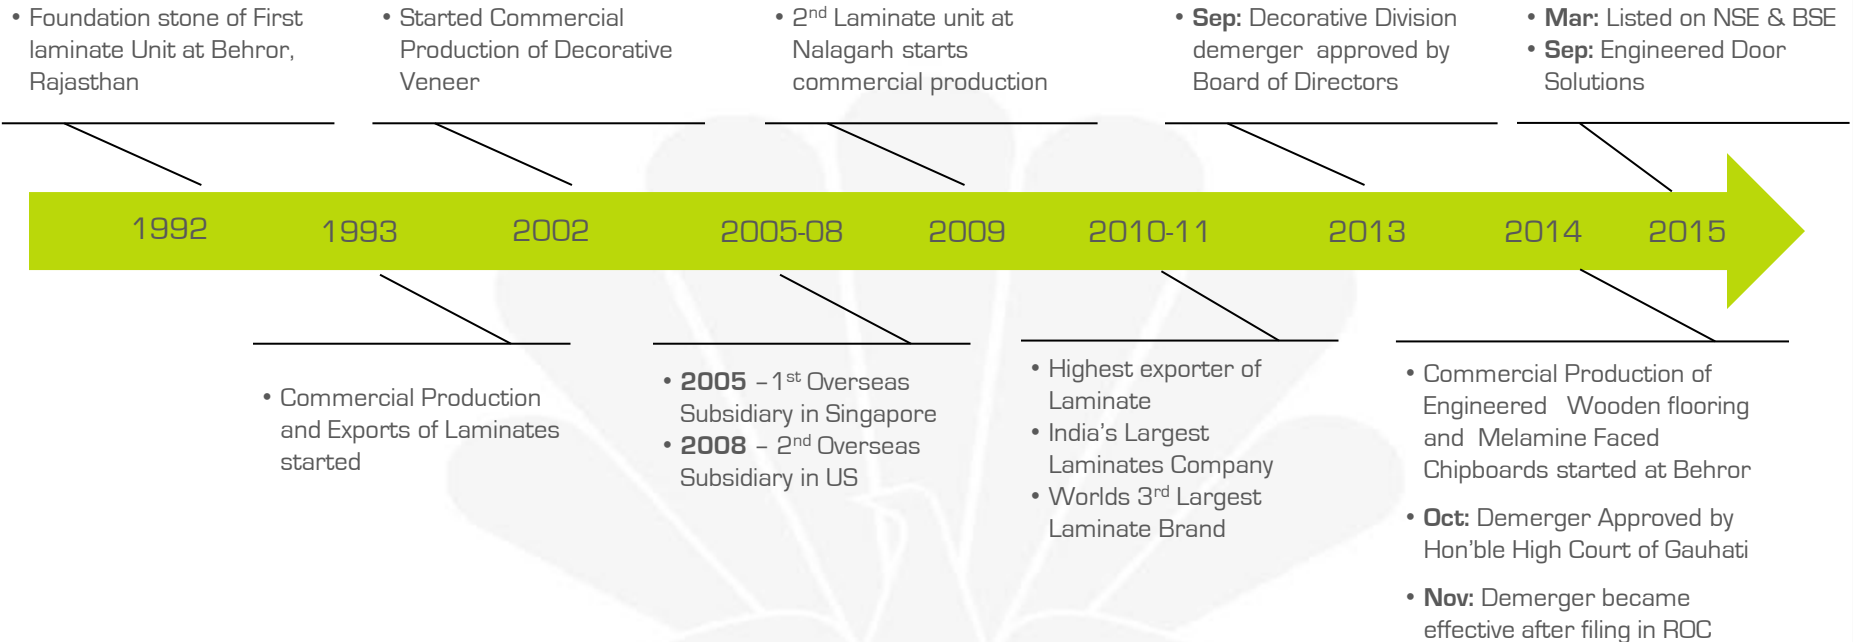 • Foundation stone of First
laminate Unit at Behror,
Rajasthan
• Started Commercial
Production of Decorative
Veneer
• 2nd Laminate unit at
Nalagarh starts
commercial production
• Sep: Decorative Division
demerger approved by
Board of Directors
• Mar: Listed on NSE & BSE
• Sep: Engineered Door
Solutions
1992
1993
2002
2005-08
2009
2010-11
2013
2014
2015
• Commercial Production
and Exports of Laminates
started
• 2005 – 1st Overseas
Subsidiary in Singapore
• 2008 – 2nd Overseas
Subsidiary in US
• Highest exporter of
Laminate
• India's Largest
Laminates Company
• Worlds 3rd Largest
Laminate Brand
• Commercial Production of
Engineered Wooden flooring
and Melamine Faced
Chipboards started at Behror
• Oct: Demerger Approved by
Hon'ble High Court of Gauhati
• Nov: Demerger became
effective after filing in ROC